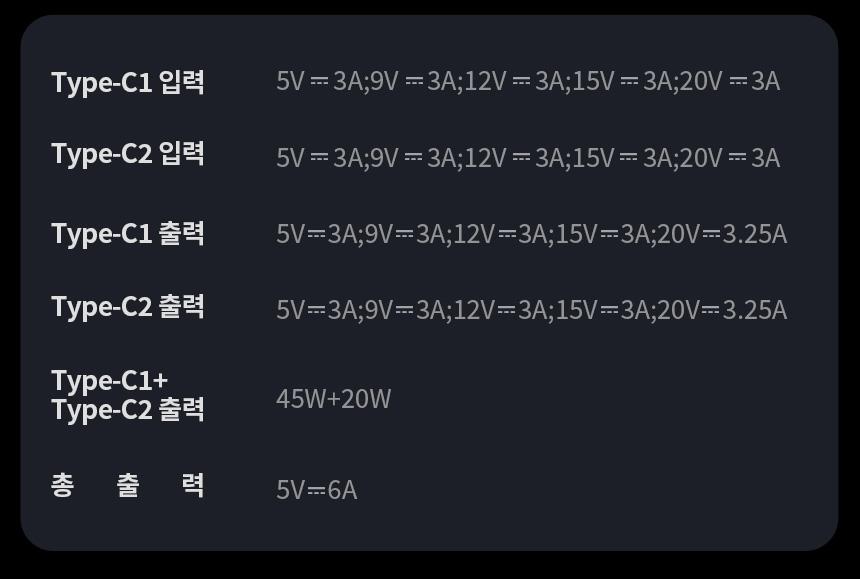 Type-C1 입력 5V⎓3A;9V⎓3A;12V⎓3A;15V⎓3A;20V⎓3A
Type-C2 입력 5V⎓3A;9V⎓3A;12V⎓3A;15V⎓3A;20V⎓3A
Type-C1 출력 5V⎓3A;9V⎓3A;12V⎓3A;15V⎓3A;20V⎓3.25A
Type-C2 출력 5V⎓3A;9V⎓3A;12V⎓3A;15V⎓3A;20V⎓3.25A
Type-C1+
Type-C2 출력 45W+20W
총 출 력 5V⎓6A